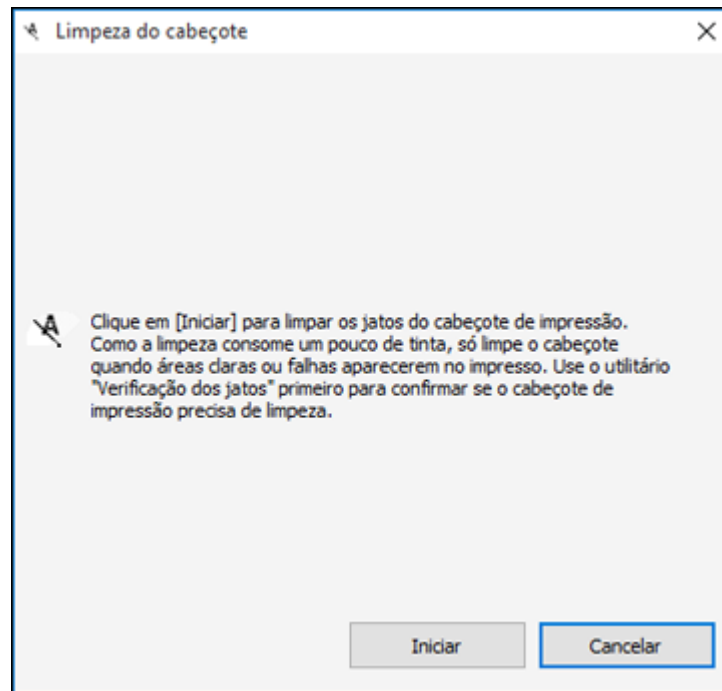 Limpeza do cabeçote
Clique em [Iniciar] para limpar os jatos do cabeçote de impressão.
Como a limpeza consome um pouco de tinta, só limpe o cabeçote
quando áreas claras ou falhas aparecerem no impresso. Use o utilitário
"Verificação dos jatos" primeiro para confirmar se o cabeçote de
impressão precisa de limpeza.
Iniciar
Cancelar